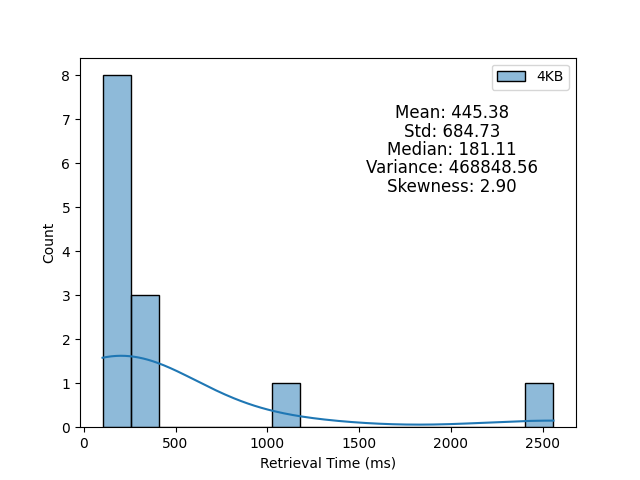 4KB
Mean: 445.38
Std: 684.73
Median: 181.11
Variance: 468848.56
Skewness: 2.90
8
7
6
5
4
3
2
1
0
Count
0 500 1000 1500 2000 2500
Retrieval Time (ms)